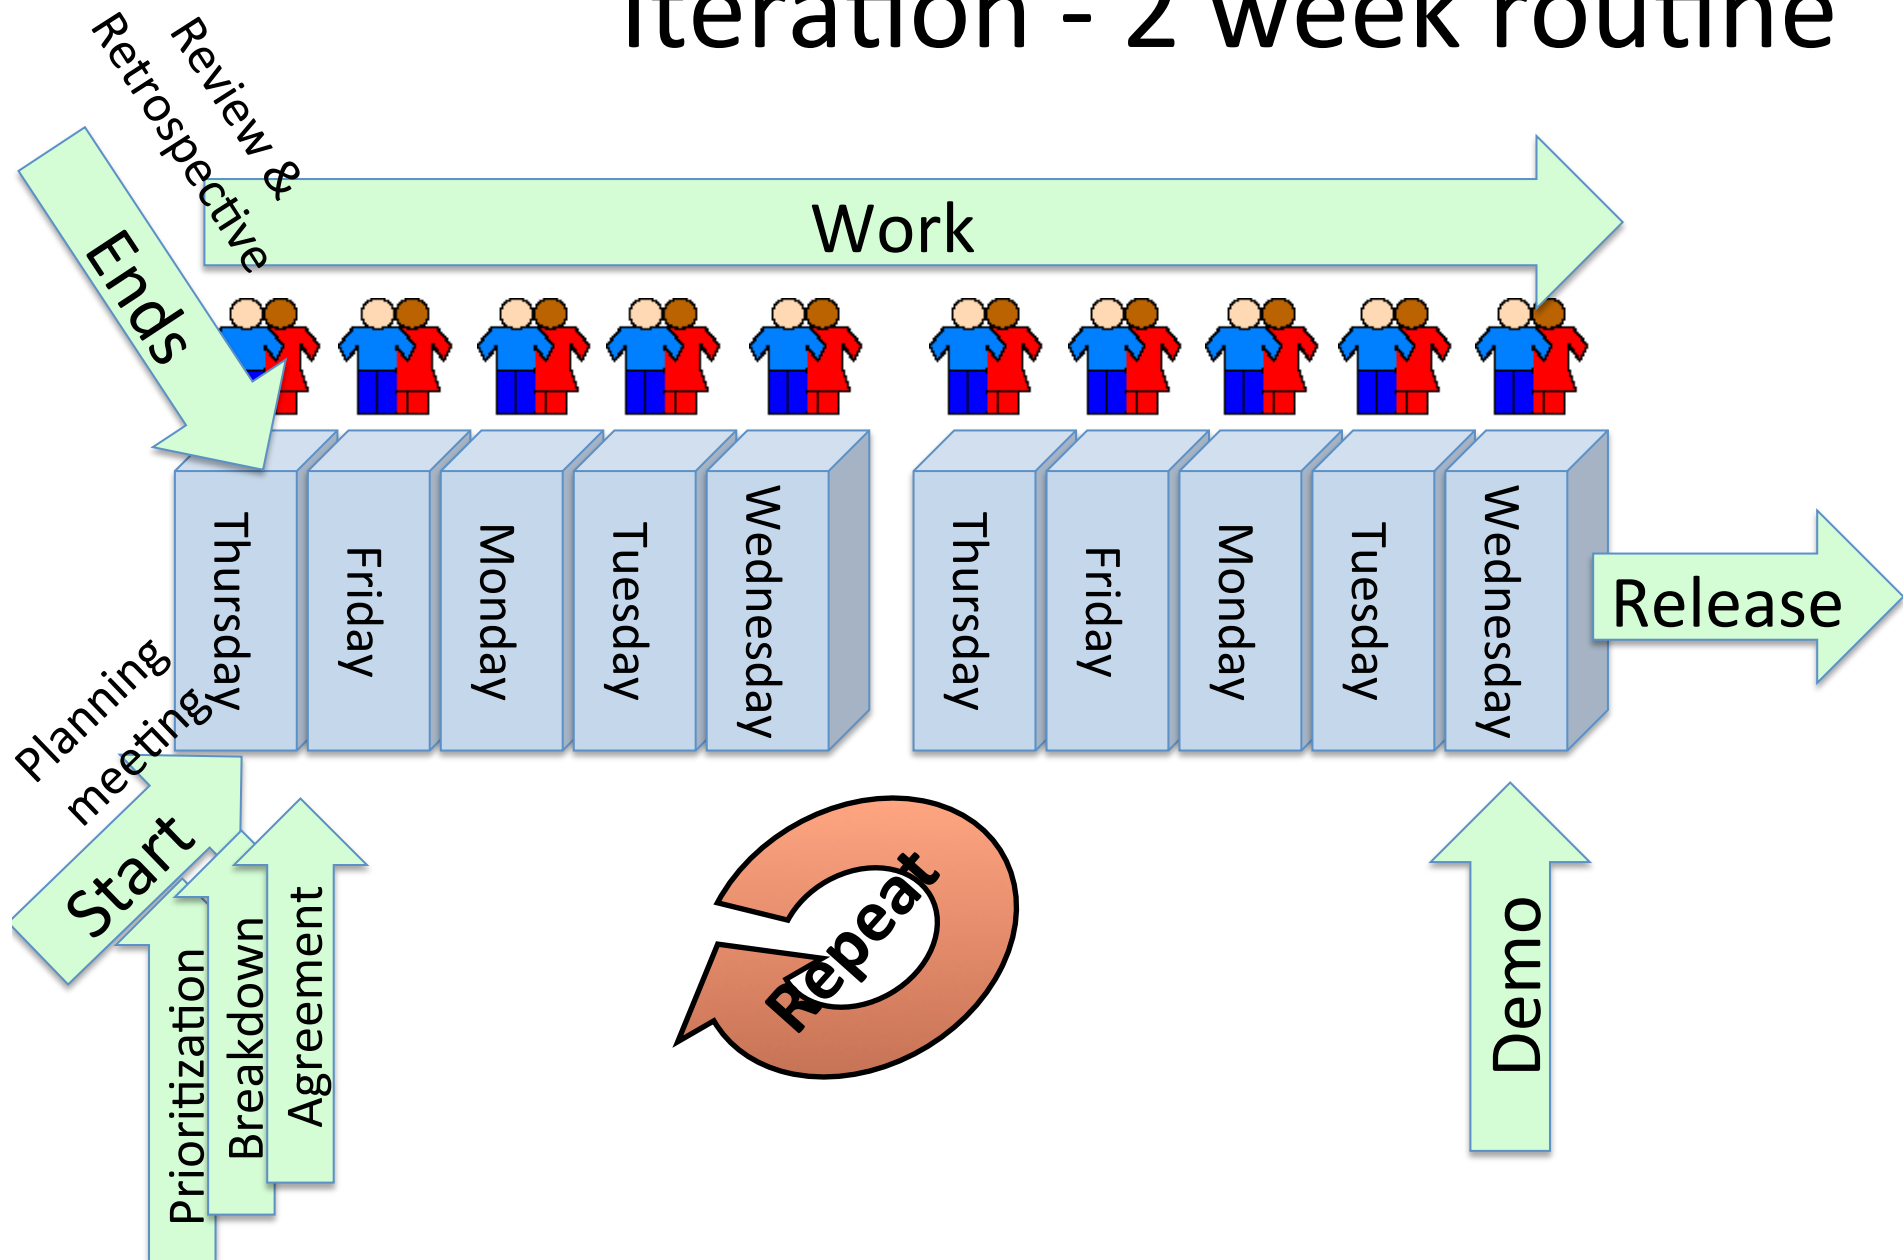 Iteration - 2 week routine
Review &
Retrospective
Ends
Work
Thursday
Friday
Monday
Tuesday
Wednesday
Thursday
Friday
Monday
Tuesday
Wednesday
Release
Planning
meeting
Start
Prioritization
Breakdown
Agreement
Repeat
Demo